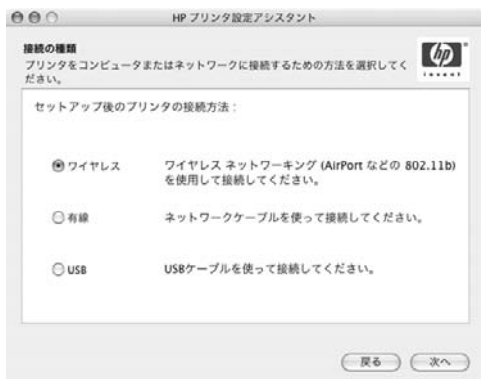 HP プリンタ設定アシスタント
接続の種類
プリンタをコンピュータまたはネットワークに接続するための方法を選択してく
ださい。
hp
invent
セットアップ後のプリンタの接続方法：
ワイヤレス
ワイヤレス ネットワーキング (AirPort などの 802.11b)
を使用して接続してください。
有線
ネットワークケーブルを使って接続してください。
USB
USBケーブルを使って接続してください。
戻る
次へ